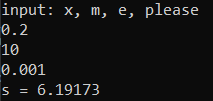 input: x, m, e, please
0.2
10
0.001
s = 6.19173